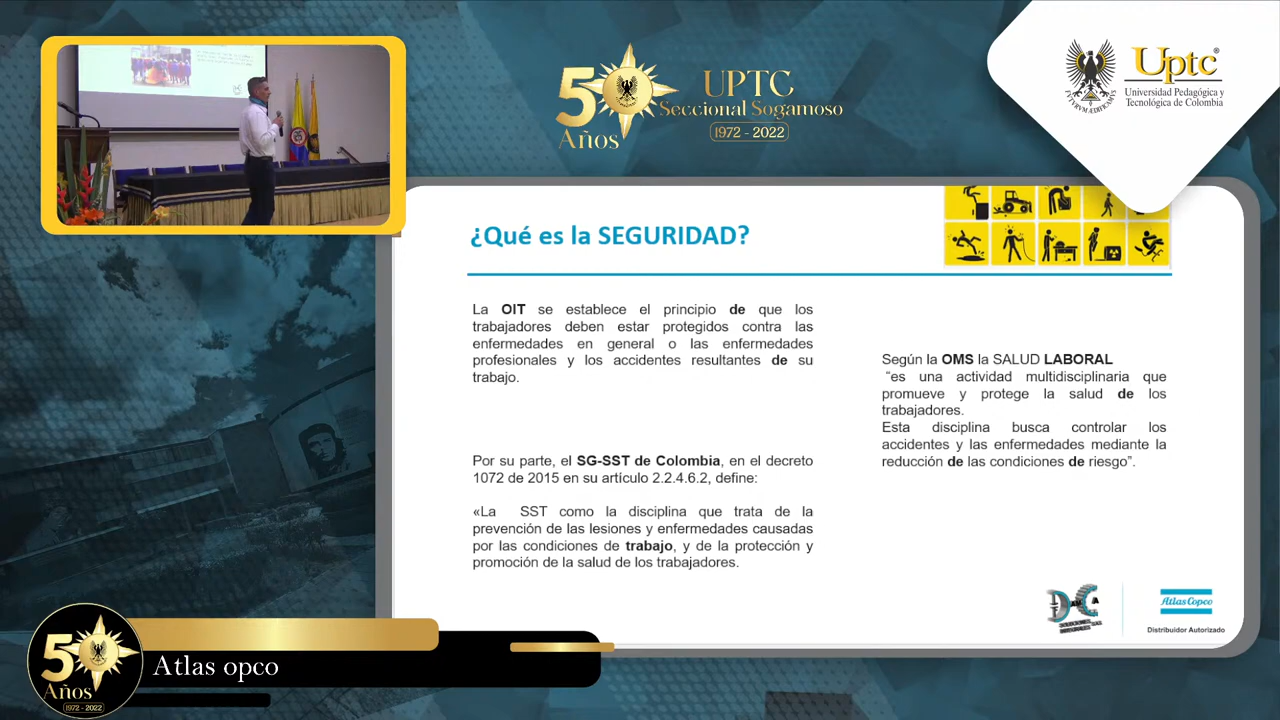 50
Años
UPTC
Seccional Sogamoso
1972 - 2022
Uptc
Universidad Pedagógica y
Tecnológica de Colombia
¿Qué es la SEGURIDAD?
La OIT se establece el principio de que los
trabajadores deben estar protegidos contra las
enfermedades en general o las enfermedades
profesionales y los accidentes resultantes de su
trabajo.
Por su parte, el SG-SST de Colombia, en el decreto
1072 de 2015 en su artículo 2.2.4.6.2, define:
«La SST como la disciplina que trata de la
prevención de las lesiones y enfermedades causadas
por las condiciones de trabajo, y de la protección y
promoción de la salud de los trabajadores.
Según la OMS la SALUD LABORAL
“es una actividad multidisciplinaria que
promueve y protege la salud de los
trabajadores.
Esta disciplina busca controlar los
accidentes y las enfermedades mediante la
reducción de las condiciones de riesgo”.
Atlas Copco
Distribuidor Autorizado
50
Años
1972 - 2022
Atlas opco